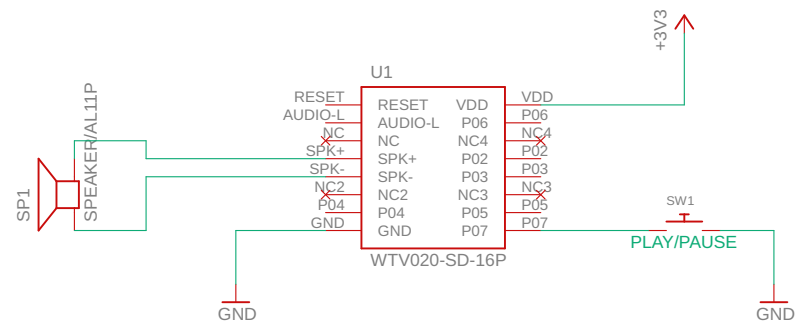 +3V3
U1
RESET RESET VDD VDD
AUDIO-L AUDIO-L P06 P06
NC NC NC4 NC4
SPK+ SPK+ P02 P02
SPK- SPK- P03 P03
NC2 NC2 NC3 NC3
P04 P04 P05 P05
GND GND P07 P07
WTV020-SD-16P
SP1
SPEAKER/AL11P
SW1
PLAY/PAUSE
GND
GND